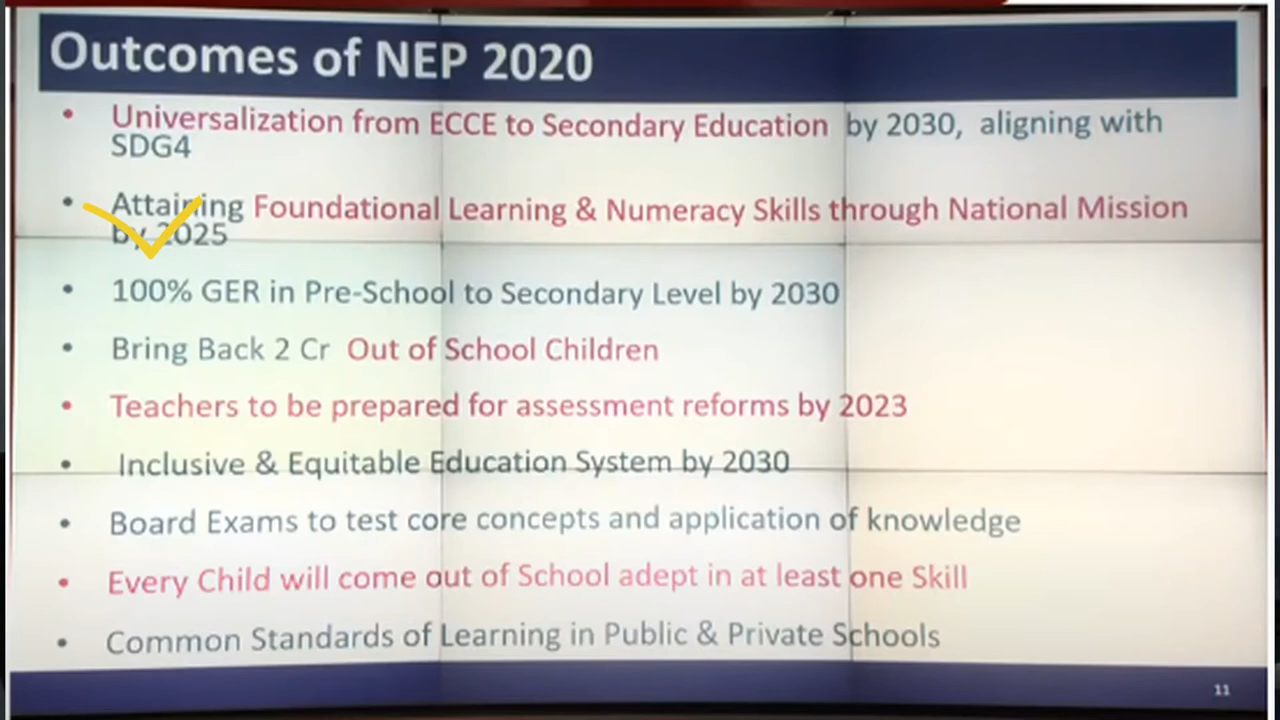 Outcomes of NEP 2020
• Universalization from ECCE to Secondary Education by 2030, aligning with
SDG4
• Attaining Foundational Learning & Numeracy Skills through National Mission
by 2025
• 100% GER in Pre-School to Secondary Level by 2030
• Bring Back 2 Cr Out of School Children
• Teachers to be prepared for assessment reforms by 2023
• Inclusive & Equitable Education System by 2030
• Board Exams to test core concepts and application of knowledge
• Every Child will come out of School adept in at least one Skill
• Common Standards of Learning in Public & Private Schools
11